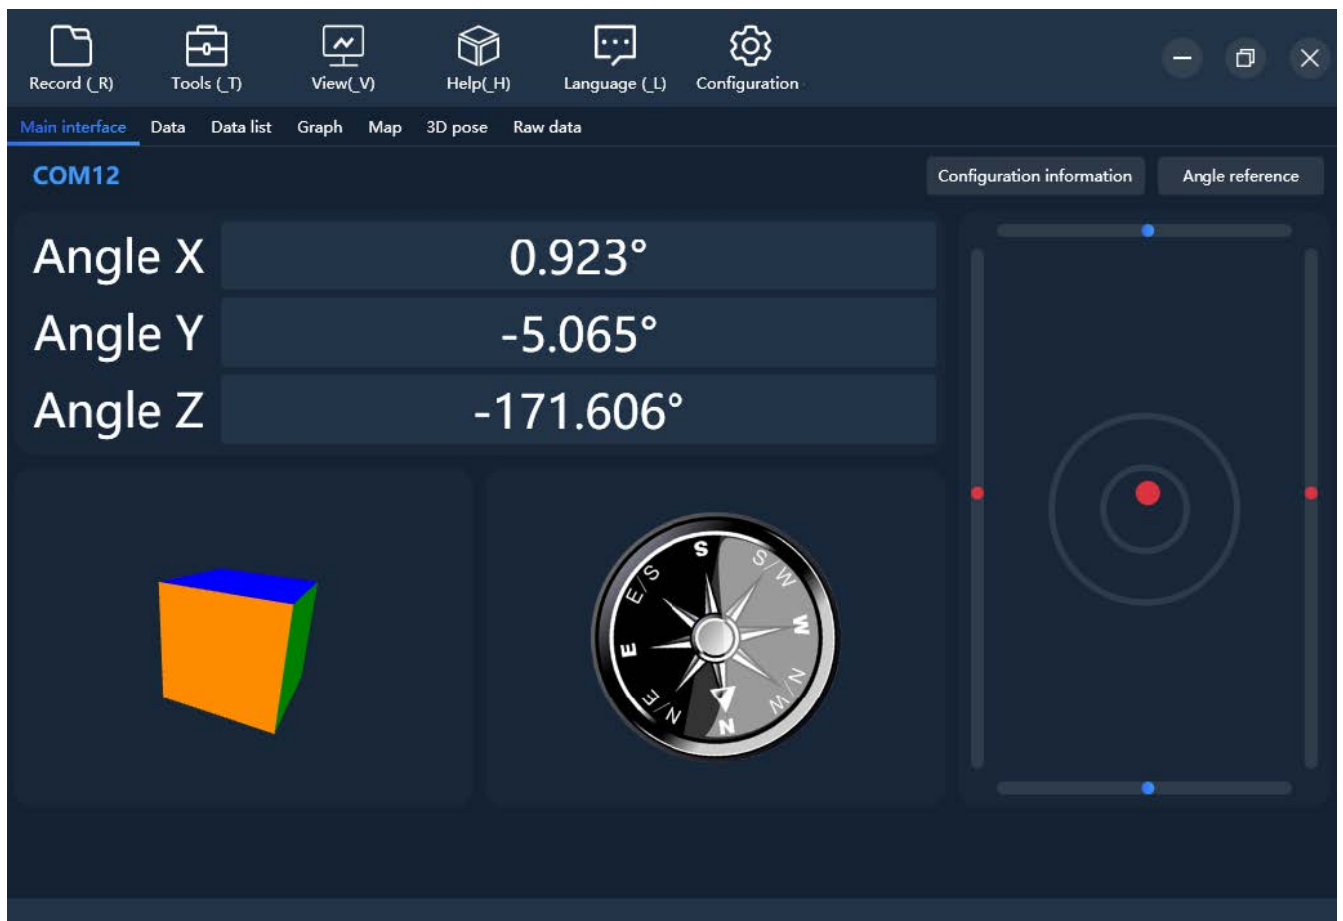 Record (_R) Tools (_T) View(_V) Help(_H) Language (_L) Configuration
Main interface Data Data list Graph Map 3D pose Raw data
COM12 Configuration information Angle reference
Angle X 0.923°
Angle Y -5.065°
Angle Z -171.606°
S
E/S S/W
E W
N/E N/W
N